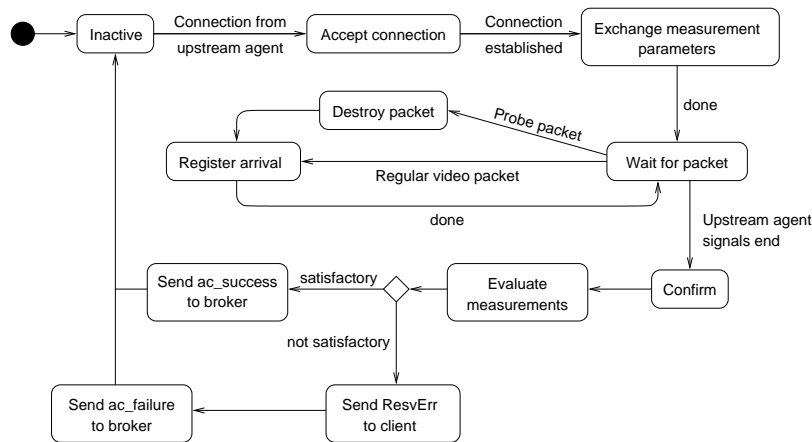 Inactive
Connection from
upstream agent
Accept connection
Connection
established
Exchange measurement
parameters
done
Destroy packet
Probe packet
Register arrival
Regular video packet
Wait for packet
done
Upstream agent
signals end
Send ac_success
to broker
satisfactory
Evaluate
measurements
Confirm
not satisfactory
Send ac_failure
to broker
Send ResvErr
to client